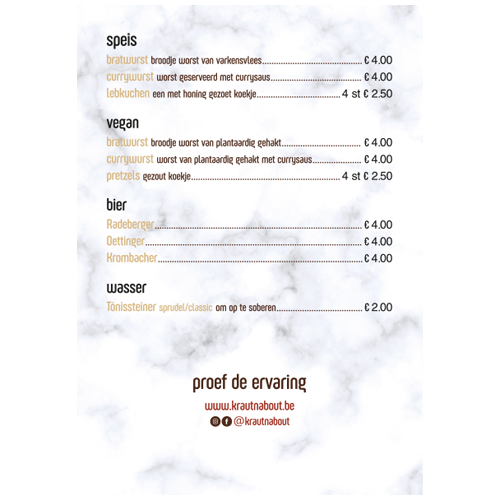 speis
bratwurst broodje worst van varkensvlees........................................ € 4.00
currywurst worst geserveerd met currysaus..................................... € 4.00
lebkuchen een met honing gezoet koekje.................................. 4 st € 2.50
vegan
bratwurst broodje worst van plantaardig gehakt................................ € 4.00
currywurst worst van plantaardig gehakt met currysaus.................... € 4.00
pretzels gezout koekje............................................................. 4 st € 2.50
bier
Radeberger..................................................................................... € 4.00
Oettinger......................................................................................... € 4.00
Krombacher.................................................................................... € 4.00
wasser
Tönissteiner sprudel/classic om op te soberen................................... € 2.00
proef de ervaring
www.krautnabout.be
@krautnabout